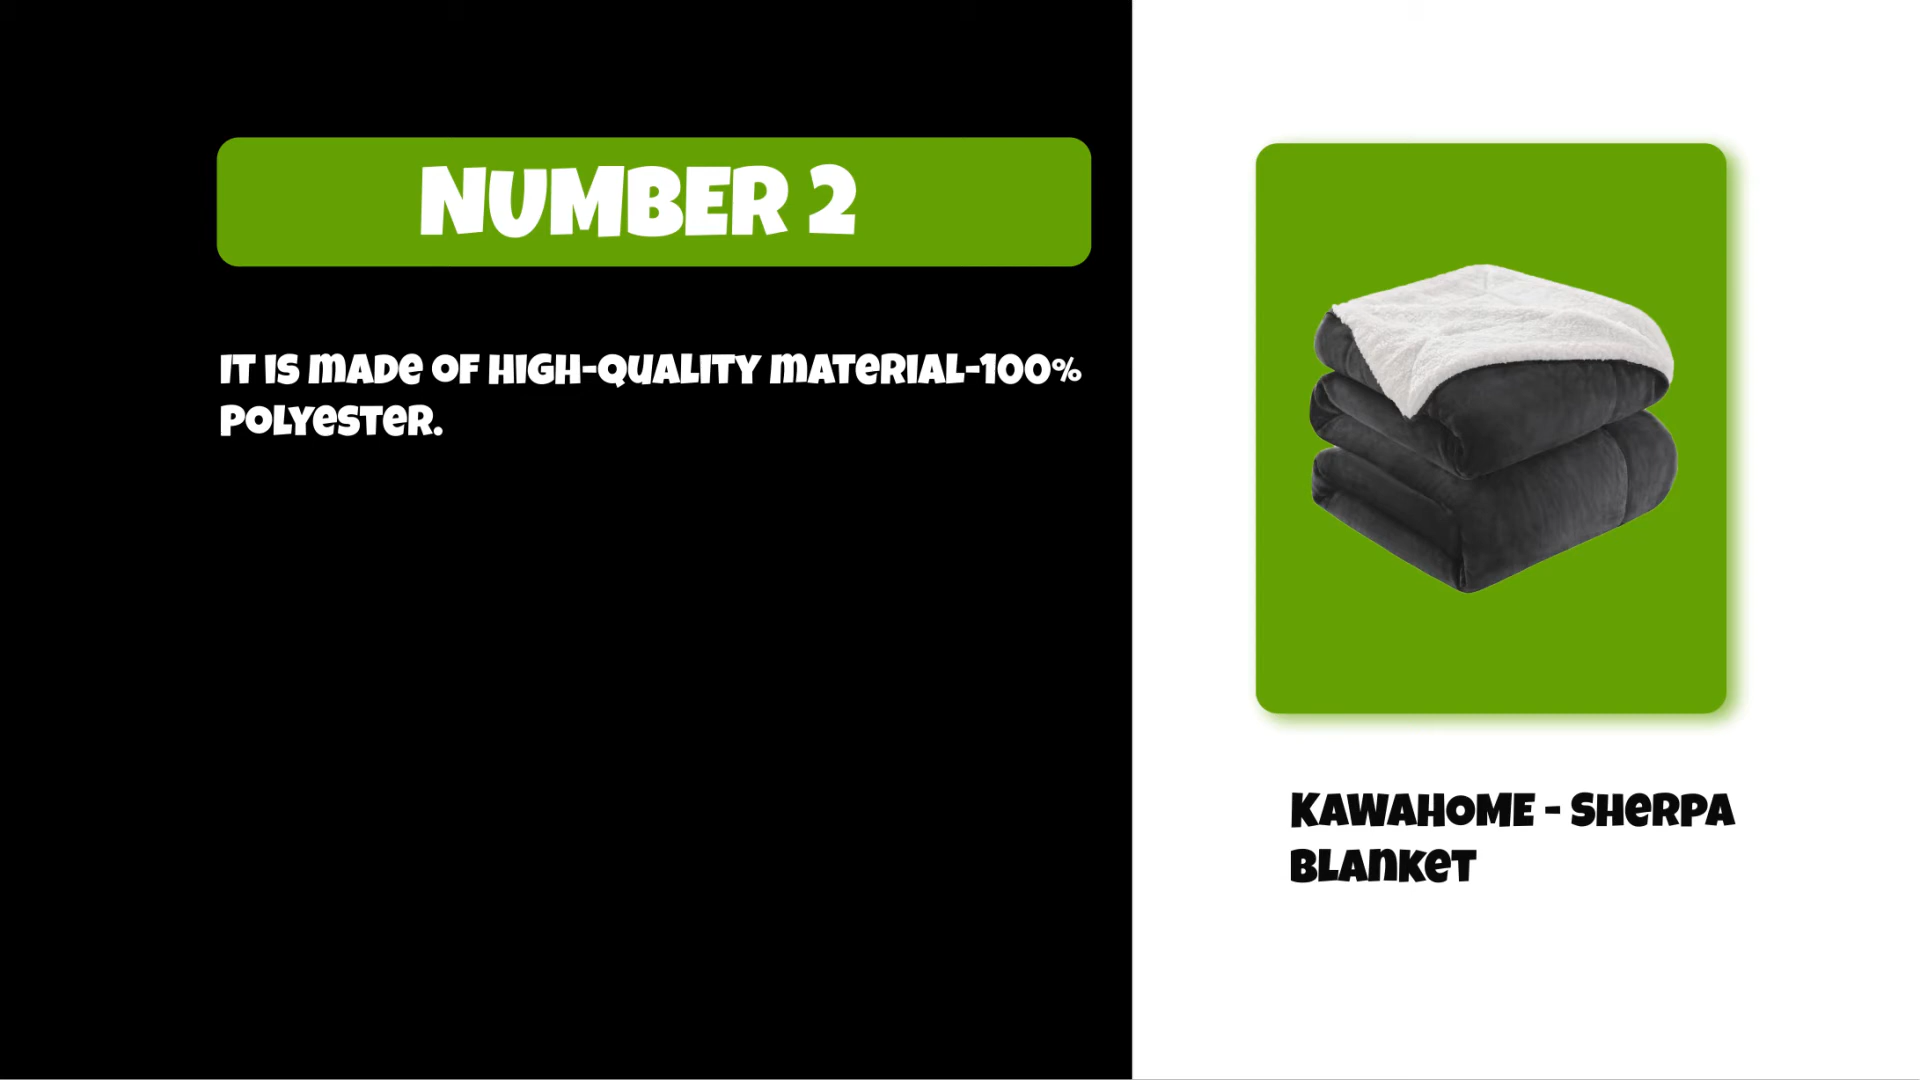 NUMBER 2
IT IS MADE OF HIGH-QUALITY MATERIAL-100%
POLYESTER.
KAWAHOME - SHERPA
BLANKET